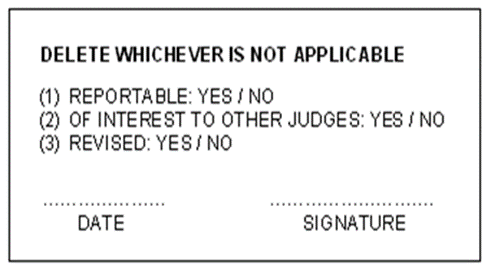 DELETE WHICHEVER IS NOT APPLICABLE
(1) REPORTABLE: YES / NO
(2) OF INTEREST TO OTHER JUDGES: YES / NO
(3) REVISED: YES / NO
..................... ............................
DATE SIGNATURE